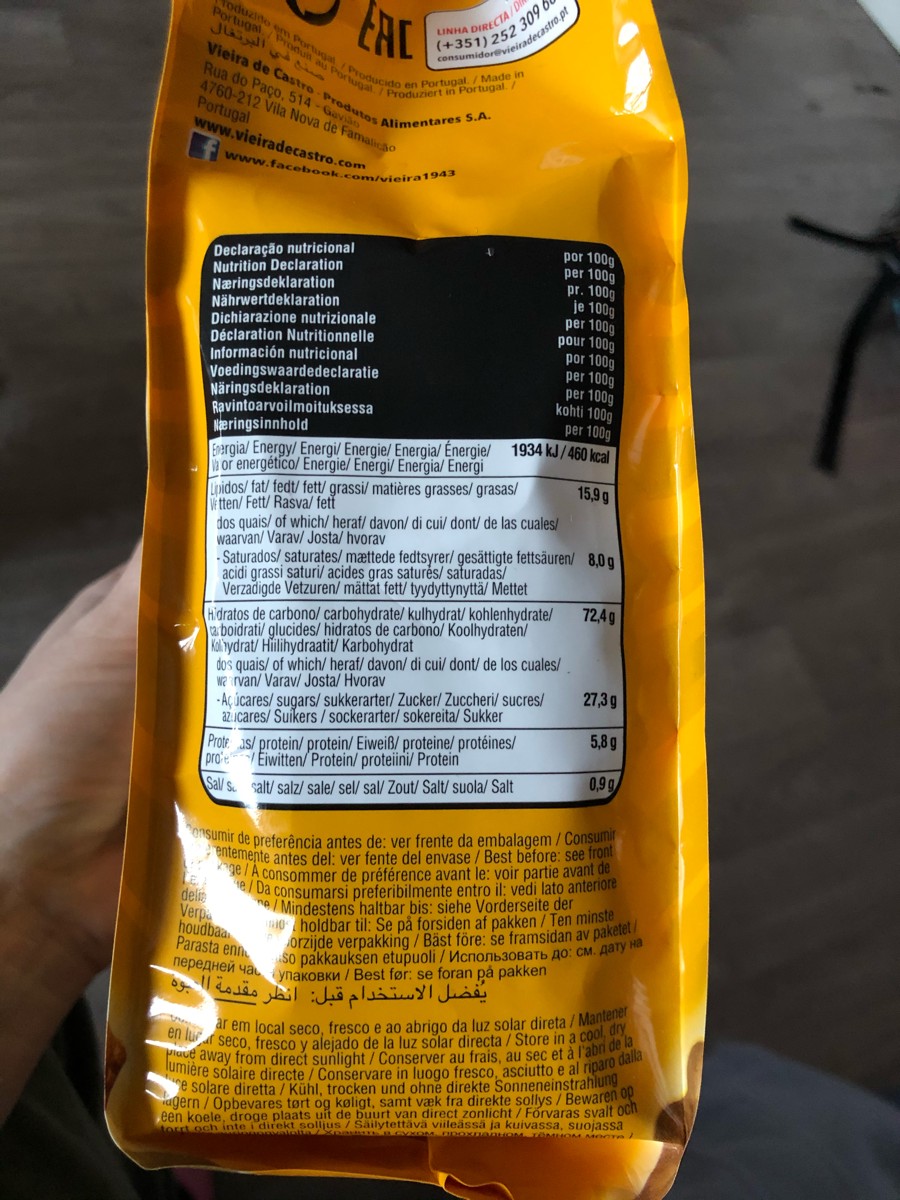 EAC
LINHA DIRECTA /
(+351) 252 309
consumidor@vieiradecastro.pt
Produzido em Portugal. / Producido en Portugal. / Made in
Portugal. / Produit au Portugal. / Produziert in Portugal. /
صنع في البرتغال
Vieira de Castro - Produtos Alimentares S.A.
Rua do Paço, 514 - Gavião
4760-212 Vila Nova de Famalicão
Portugal
www.vieiradecastro.com
f www.facebook.com/vieira1943
Declaração nutricional por 100g
Nutrition Declaration per 100g
Næringsdeklaration pr. 100g
Nährwertdeklaration je 100g
Dichiarazione nutrizionale per 100g
Déclaration Nutritionnelle pour 100g
Información nutricional por 100g
Voedingswaardedeclaratie per 100g
Näringsdeklaration per 100g
Ravintoarvoilmoituksessa kohti 100g
Næringsinnhold per 100g
Energia/ Energy/ Energi/ Energie/ Energia/ Énergie/ 1934 kJ / 460 kcal
Valor energético/ Energie/ Energi/ Energia/ Energi
Lípidos/ fat/ fedt/ fett/ grassi/ matières grasses/ grasas/ 15,9 g
Vetten/ Fett/ Rasva/ fett
dos quais/ of which/ heraf/ davon/ di cui/ dont/ de las cuales/
waarvan/ Varav/ Josta/ hvorav
- Saturados/ saturates/ mættede fedtsyrer/ gesättigte fettsäuren/ 8,0 g
acidi grassi saturi/ acides gras saturés/ saturadas/
Verzadigde Vetzuren/ mättat fett/ tyydyttynyttä/ Mettet
Hidratos de carbono/ carbohydrate/ kulhydrat/ kohlenhydrate/ 72,4 g
carboidrati/ glucides/ hidratos de carbono/ Koolhydraten/
Kolhydrat/ Hiilihydraatit/ Karbohydrat
dos quais/ of which/ heraf/ davon/ di cui/ dont/ de los cuales/
waarvan/ Varav/ Josta/ Hvorav
- Açúcares/ sugars/ sukkerarter/ Zucker/ Zuccheri/ sucres/ 27,3 g
azúcares/ Suikers / sockerarter/ sokereita/ Sukker
protein/ protein/ Eiweiß/ proteine/ protéines/ 5,8 g
Eiwitten/ Protein/ proteiini/ Protein
Sal/ salt/ salz/ sale/ sel/ sal/ Zout/ Salt/ suola/ Salt 0,9 g
Consumir de preferência antes de: ver frente da embalagem / Consumir
antes del: ver fente del envase / Best before: see front
/ À consommer de préférence avant le: voir partie avant de
/ Da consumarsi preferibilmente entro il: vedi lato anteriore
/ Mindestens haltbar bis: siehe Vorderseite der
holdbar til: Se på forsiden af pakken / Ten minste
verpakking / Bäst före: se framsidan av paketet /
Parasta pakkauksen etupuoli / Использовать до: см. дату на
передней упаковки / Best før: se foran på pakken
يُفضل الاستخدام قبل: انظر مقدمة
em local seco, fresco e ao abrigo da luz solar direta / Mantener
en lugar seco, fresco y alejado de la luz solar directa / Store in a cool, dry
place away from direct sunlight / Conserver au frais, au sec et à l'abri de la
lumière solaire directe / Conservare in luogo fresco, asciutto e al riparo dalla
luce solare diretta / Kühl, trocken und ohne direkte Sonneneinstrahlung
lagern / Opbevares tørt og køligt, samt væk fra direkte sollys / Bewaren op
een koele, droge plaats uit de buurt van direct zonlicht / Förvaras svalt och
torrt och inte i direkt solljus / Säilytettävä viileässä ja kuivassa, suojassa